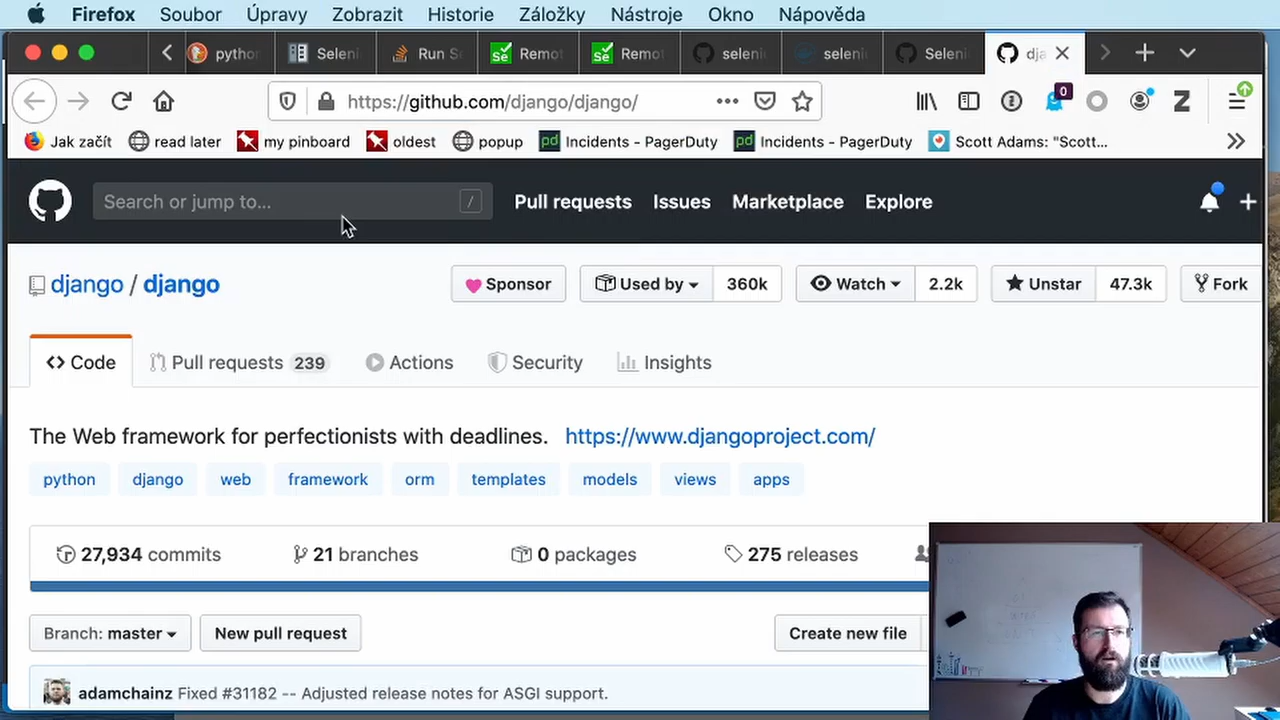 Firefox Soubor Úpravy Zobrazit Historie Záložky Nástroje Okno Nápověda
python Seleni Run S Remot Remot seleni seleni Seleni dja
https://github.com/django/django/ 0
Jak začít read later my pinboard oldest popup Incidents - PagerDuty Incidents - PagerDuty Scott Adams: "Scott...
Search or jump to... / Pull requests Issues Marketplace Explore
django / django Sponsor Used by 360k Watch 2.2k Unstar 47.3k Fork
Code Pull requests 239 Actions Security Insights
The Web framework for perfectionists with deadlines. https://www.djangoproject.com/
python django web framework orm templates models views apps
27,934 commits 21 branches 0 packages 275 releases
Branch: master New pull request Create new file
adamchainz Fixed #31182 -- Adjusted release notes for ASGI support.